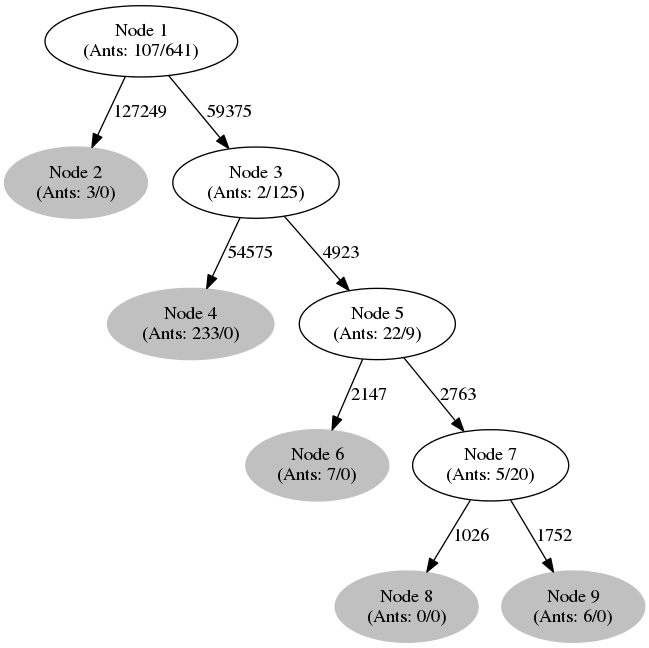 Node 1
(Ants: 107/641)
127249
59375
Node 2
(Ants: 3/0)
Node 3
(Ants: 2/125)
54575
4923
Node 4
(Ants: 233/0)
Node 5
(Ants: 22/9)
2147
2763
Node 6
(Ants: 7/0)
Node 7
(Ants: 5/20)
1026
1752
Node 8
(Ants: 0/0)
Node 9
(Ants: 6/0)